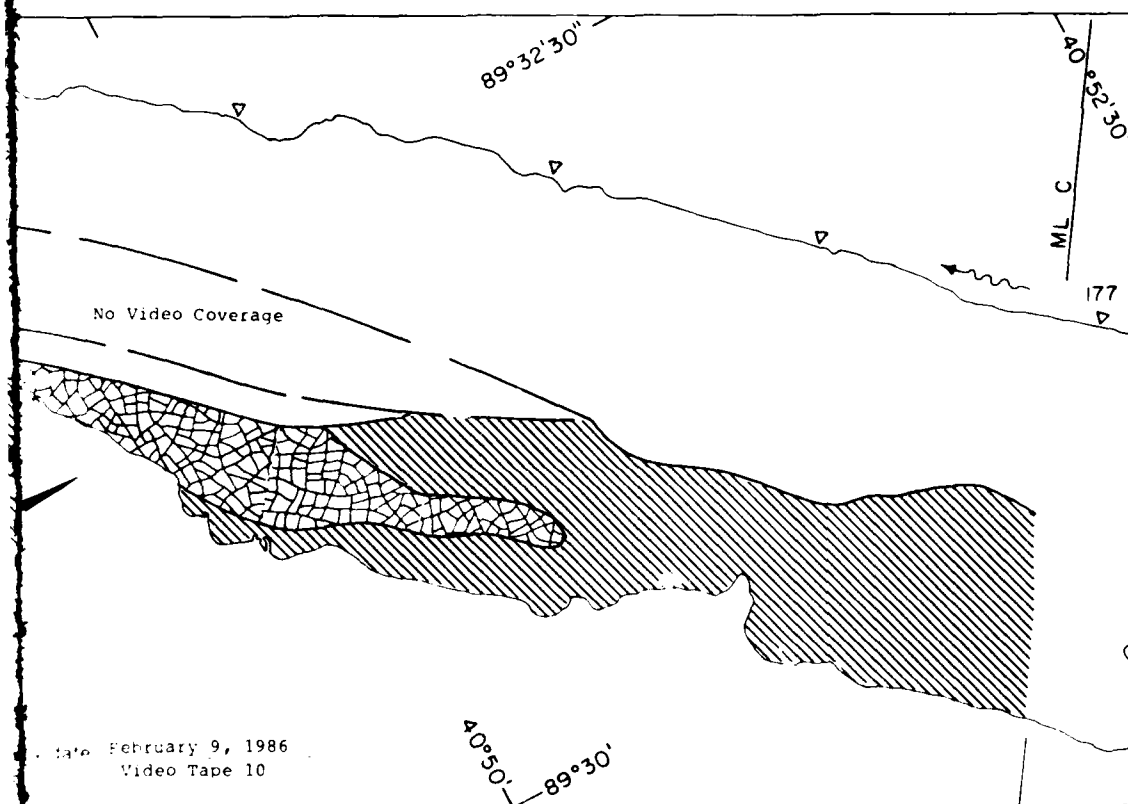 89°32'30"
40°52'30
ML C
177
No Video Coverage
date February 9, 1986
Video Tape 10
40°50'
89°30'